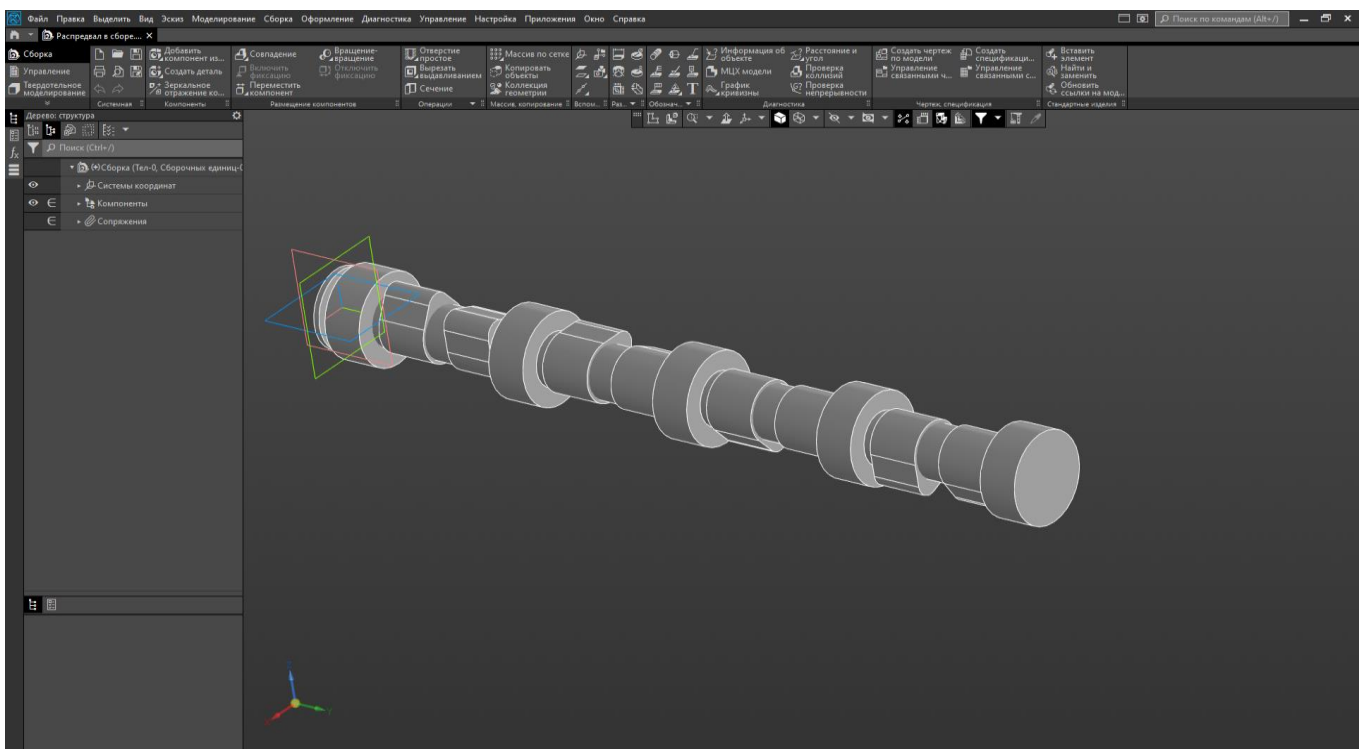 Файл Правка Выделить Вид Эскиз Моделирование Сборка Оформление Диагностика Управление Настройка Приложения Окно Справка
Поиск по командам (Alt+/)
Распредвал в сборе....
Сборка
Управление
Твердотельное моделирование
Системная
Добавить компонент из...
Создать деталь
Зеркальное отражение ко...
Компоненты
Совпадение
Включить фиксацию
Переместить компонент
Вращение-вращение
Отключить фиксацию
Размещение компонентов
Отверстие простое
Вырезать выдавливанием
Сечение
Операции
Массив по сетке
Копировать объекты
Коллекция геометрии
Массив, копирование
Вспом...
Раз...
Обознач...
Информация об объекте
МЦХ модели
График кривизны
Расстояние и угол
Проверка коллизий
Проверка непрерывности
Диагностика
Создать чертеж по модели
Управление связанными ч...
Создать спецификаци...
Управление связанными с...
Чертеж, спецификация
Вставить элемент
Найти и заменить
Обновить ссылки на мод...
Стандартные изделия
Дерево: структура
Поиск (Ctrl+/)
(+)Сборка (Тел-0, Сборочных единиц-0
Системы координат
Компоненты
Сопряжения